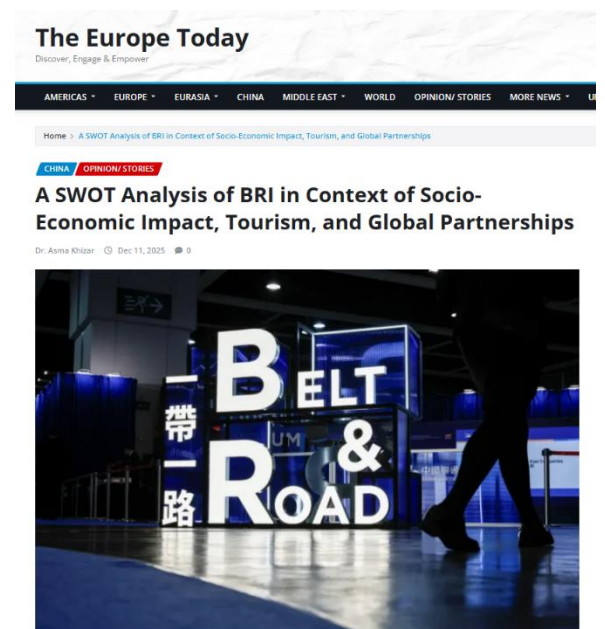 The Europe Today
Discover, Engage & Empower
AMERICAS EUROPE EURASIA CHINA MIDDLE EAST WORLD OPINION/ STORIES MORE NEWS
Home > A SWOT Analysis of BRI in Context of Socio-Economic Impact, Tourism, and Global Partnerships
CHINA OPINION/ STORIES
A SWOT Analysis of BRI in Context of Socio-
Economic Impact, Tourism, and Global Partnerships
Dr. Asma Khizar Dec 11, 2025 0
一帶一路
BELT
&
ROAD
UM